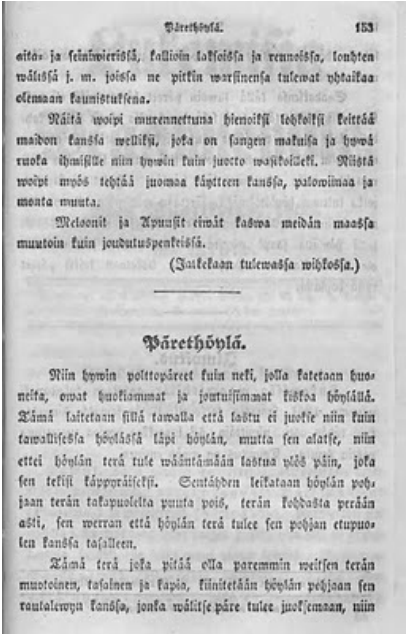 Pärethöylä. 153
aita- ja seiniwierissä, kallioin laksoissa ja rennoissa, louhten
wälissä j. m. joissa ne pitkin warsinensa tulewat yhtaikaa
olemaan kaunistuksena.
Näitä woipi murennettuna hienoiksi lohkoiksi keittää
maidon kanssa welliksi, joka on sangen makuisa ja hywä
ruoka ihmisille niin hywin kuin juotto wasikoilleki. Niistä
woipi myös tehtää juomaa käytteen kanssa, palowiinaa ja
monta muuta.
Meloonit ja Apuusit eiwät kaswa meidän maassa
muutoin kuin joudutuspenkeissä.
(Jatketaan tulewassa wihkossa.)
Pärethöylä.
Niin hywin polttopäreet kuin neki, jolla katetaan huo-
neita, owat huokiammat ja joutuisimmat kiskoa höylällä.
Tämä laitetaan sillä tawalla että lastu ei juokse niin kuin
tawallisessa höylässä läpi höylän, mutta sen alatse, niin
ettei höylän terä tule wääntämään lastua ylös päin, joka
sen tekisi käppyräiseksi. Sentähden leikataan höylän poh-
jaan terän takapuolelta puuta pois, terän kohdasta perään
asti, sen werran että höylän terä tulee sen pohjan etupuo-
len kanssa tasalleen.
Tämä terä joka pitää olla paremmin weitsen terän
muotoinen, tasainen ja kapia, kiinitetään höylän pohjaan sen
rautalewyn kanssa, jonka wälitse päre tulee juoksemaan, niin